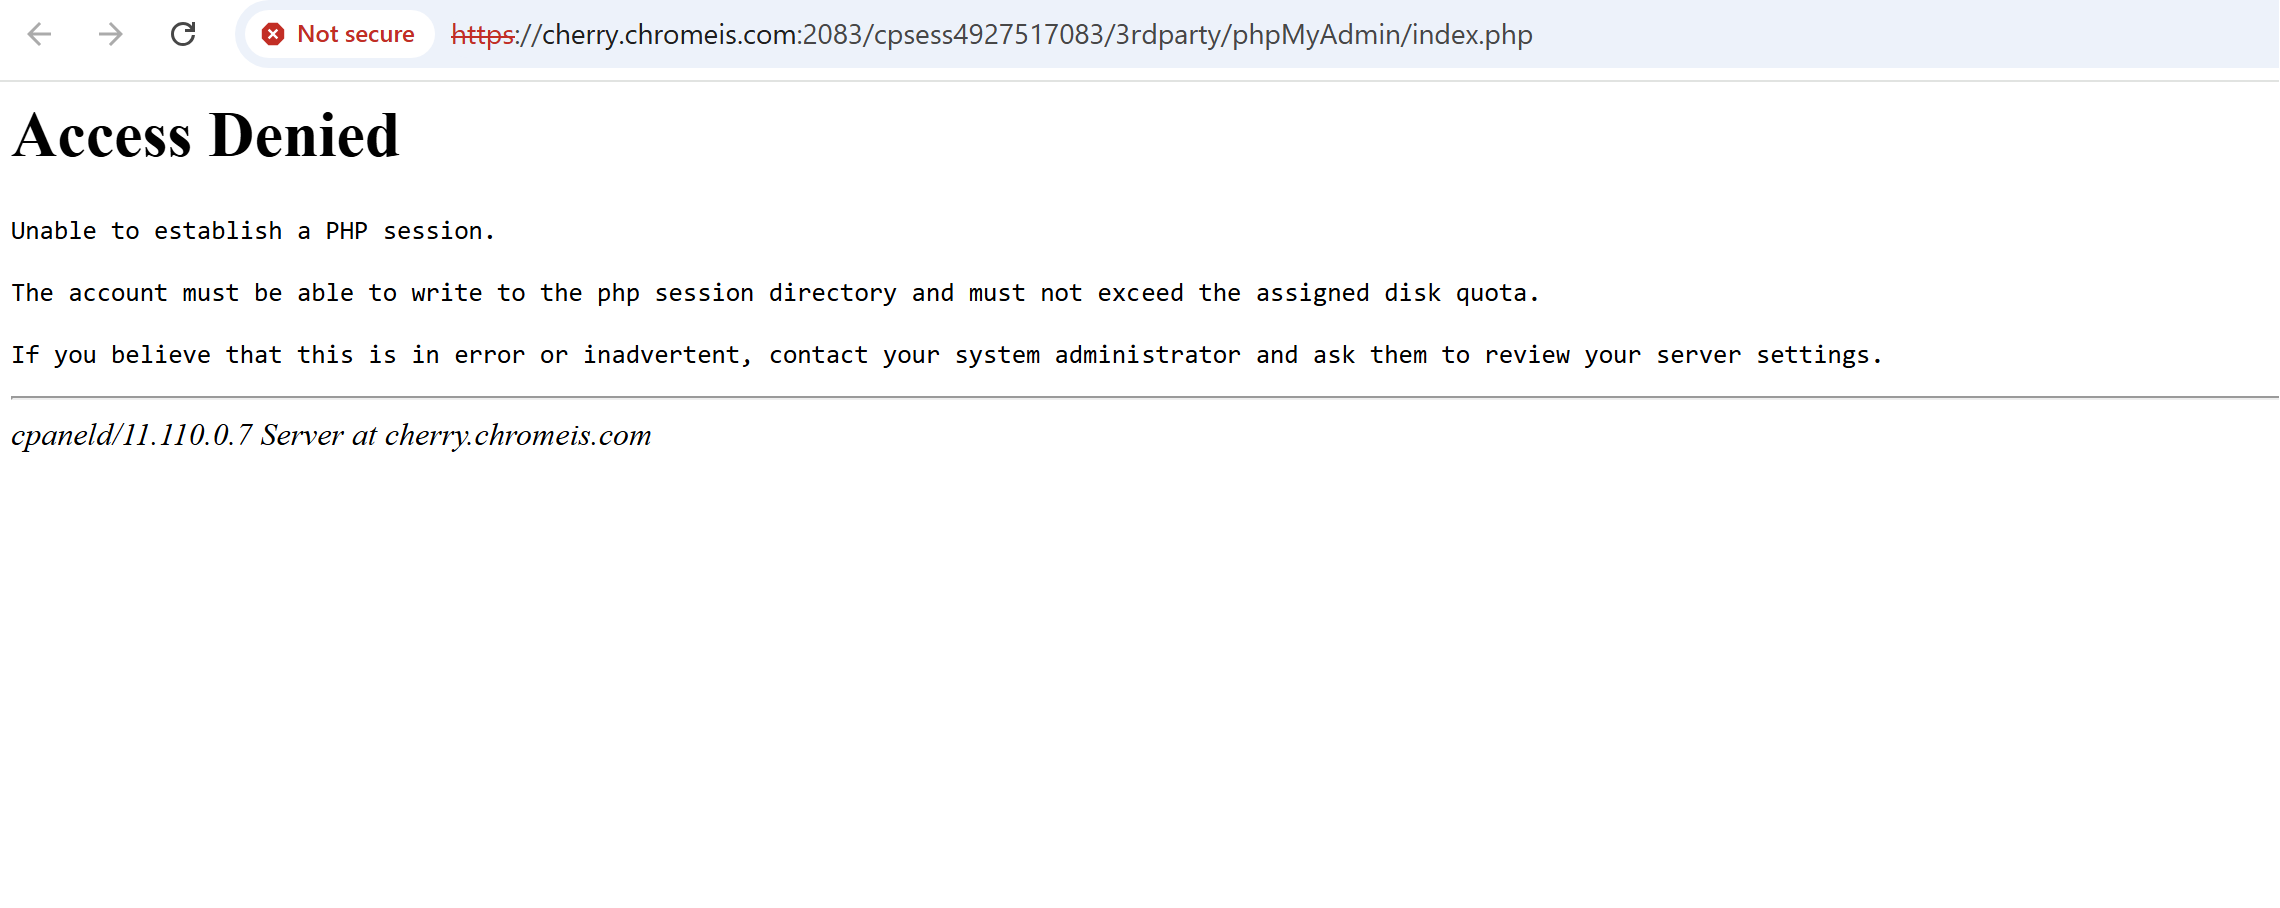 Not secure https://cherry.chromeis.com:2083/cpsess4927517083/3rdparty/phpMyAdmin/index.php
Access Denied
Unable to establish a PHP session.
The account must be able to write to the php session directory and must not exceed the assigned disk quota.
If you believe that this is in error or inadvertent, contact your system administrator and ask them to review your server settings.
cpaneld/11.110.0.7 Server at cherry.chromeis.com